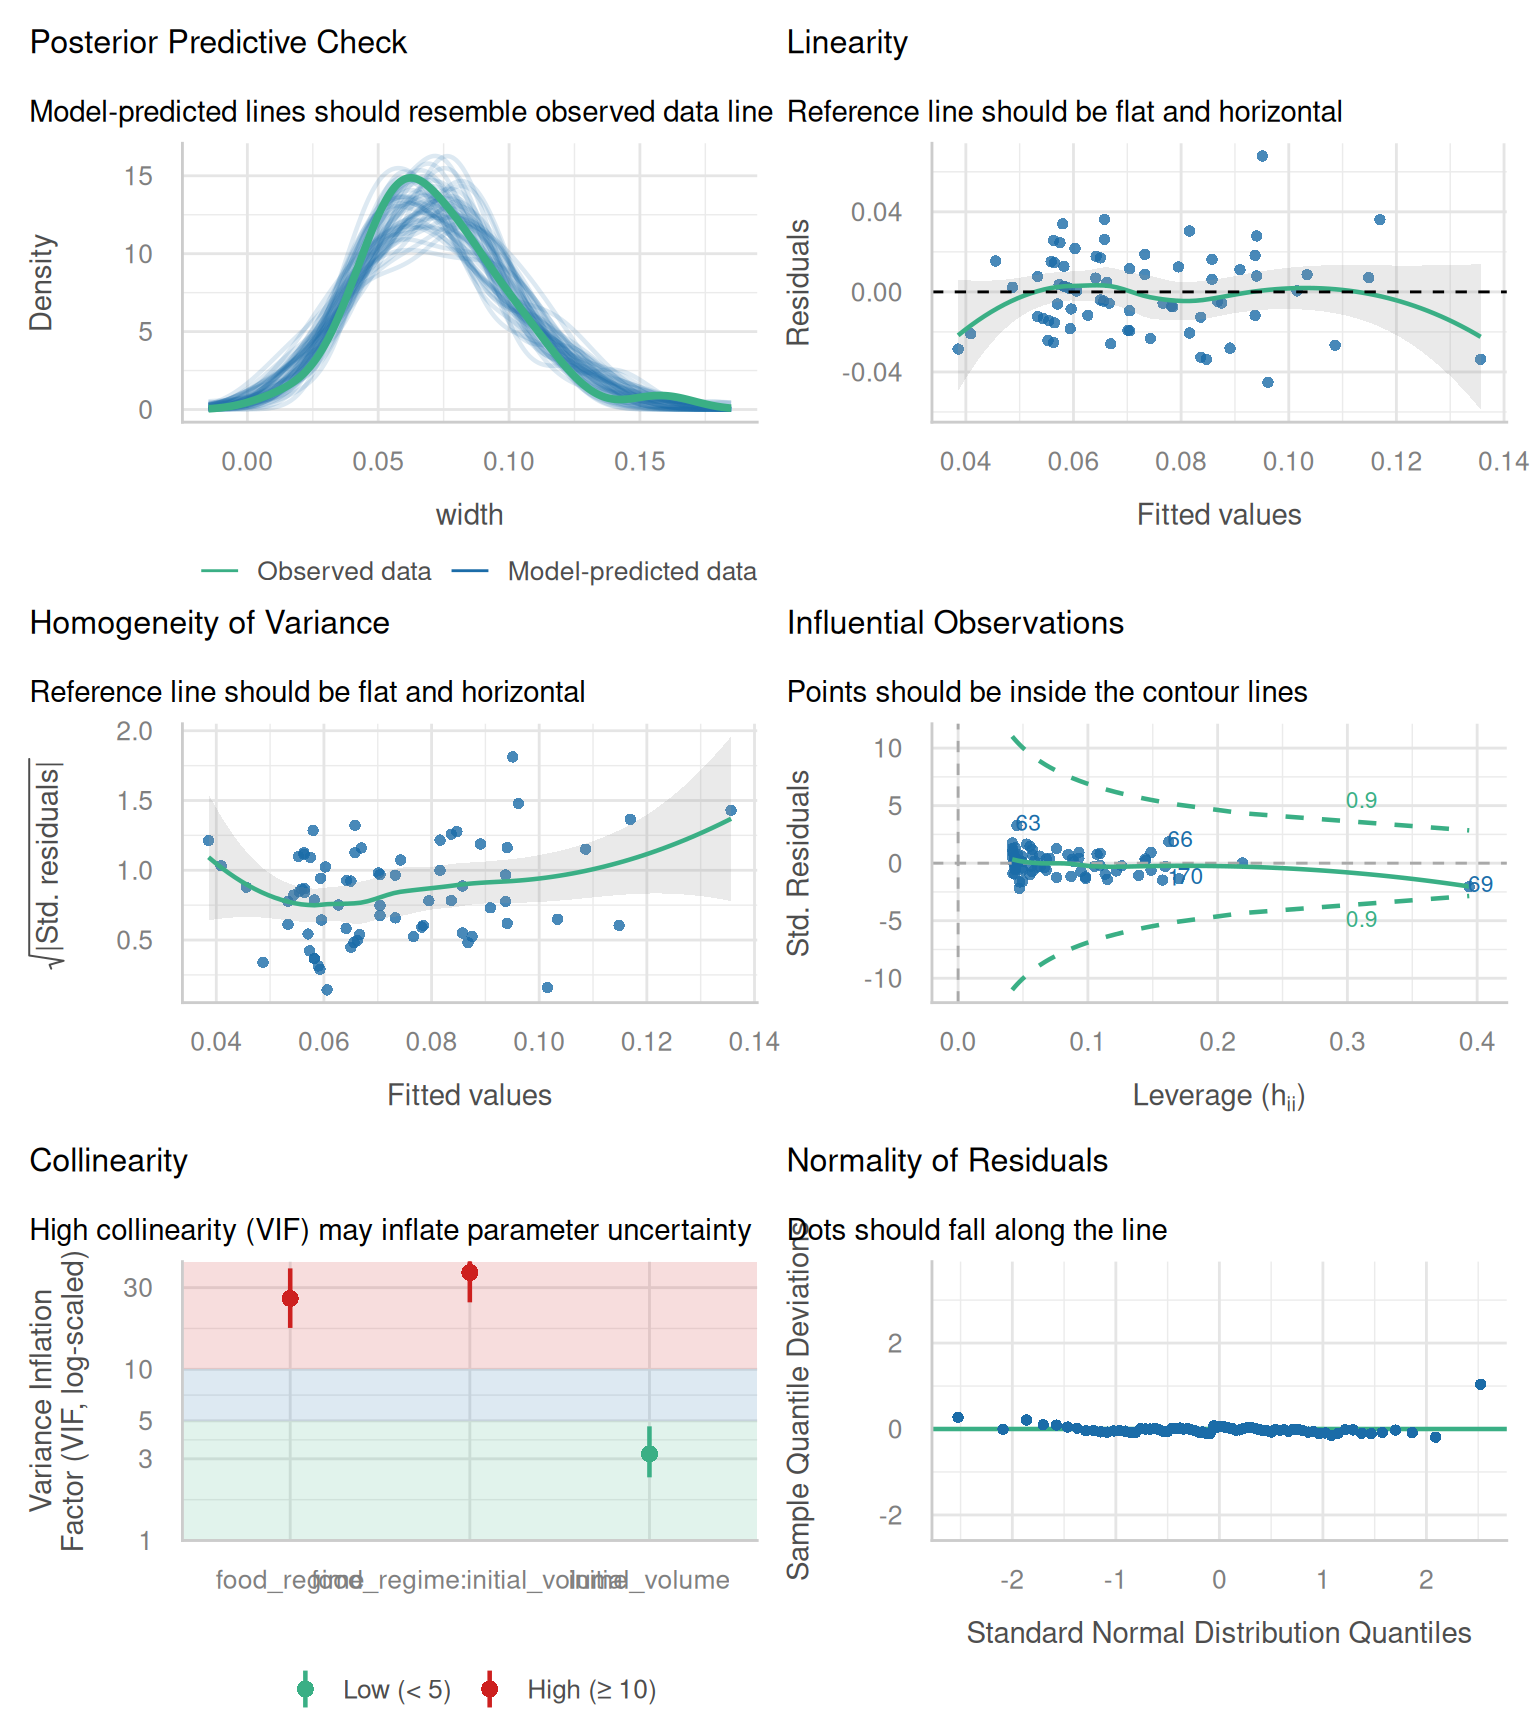 Posterior Predictive Check
Model-predicted lines should resemble observed data line
Density
15
10
5
0
0.00 0.05 0.10 0.15
width
Observed data Model-predicted data
Linearity
Reference line should be flat and horizontal
Residuals
0.04
0.00
-0.04
0.04 0.06 0.08 0.10 0.12 0.14
Fitted values
Homogeneity of Variance
Reference line should be flat and horizontal
√|Std. residuals|
2.0
1.5
1.0
0.5
0.04 0.06 0.08 0.10 0.12 0.14
Fitted values
Influential Observations
Points should be inside the contour lines
Std. Residuals
10
5
0
-5
-10
0.9
63
66
170
69
0.9
0.0 0.1 0.2 0.3 0.4
Leverage (hii)
Collinearity
High collinearity (VIF) may inflate parameter uncertainty
Variance Inflation
Factor (VIF, log-scaled)
30
10
5
3
1
food_regime food_regime:initial_volume initial_volume
Low (< 5) High (≥ 10)
Normality of Residuals
Dots should fall along the line
Sample Quantile Deviations
2
0
-2
-2 -1 0 1 2
Standard Normal Distribution Quantiles